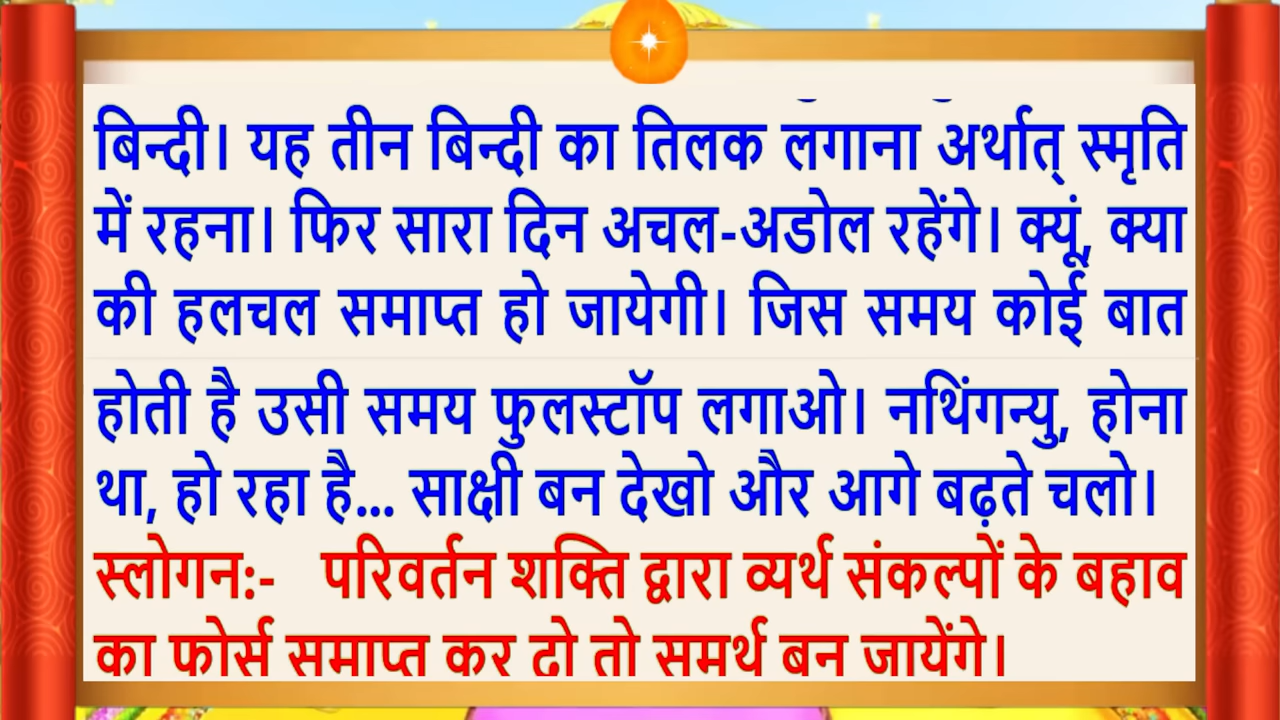 बिन्दी। यह तीन बिन्दी का तिलक लगाना अर्थात् स्मृति
में रहना। फिर सारा दिन अचल-अडोल रहेंगे। क्यूं, क्या
की हलचल समाप्त हो जायेगी। जिस समय कोई बात
होती है उसी समय फुलस्टॉप लगाओ। नथिंगन्यु, होना
था, हो रहा है... साक्षी बन देखो और आगे बढ़ते चलो।
स्लोगन:- परिवर्तन शक्ति द्वारा व्यर्थ संकल्पों के बहाव
का फोर्स समाप्त कर दो तो समर्थ बन जायेंगे।